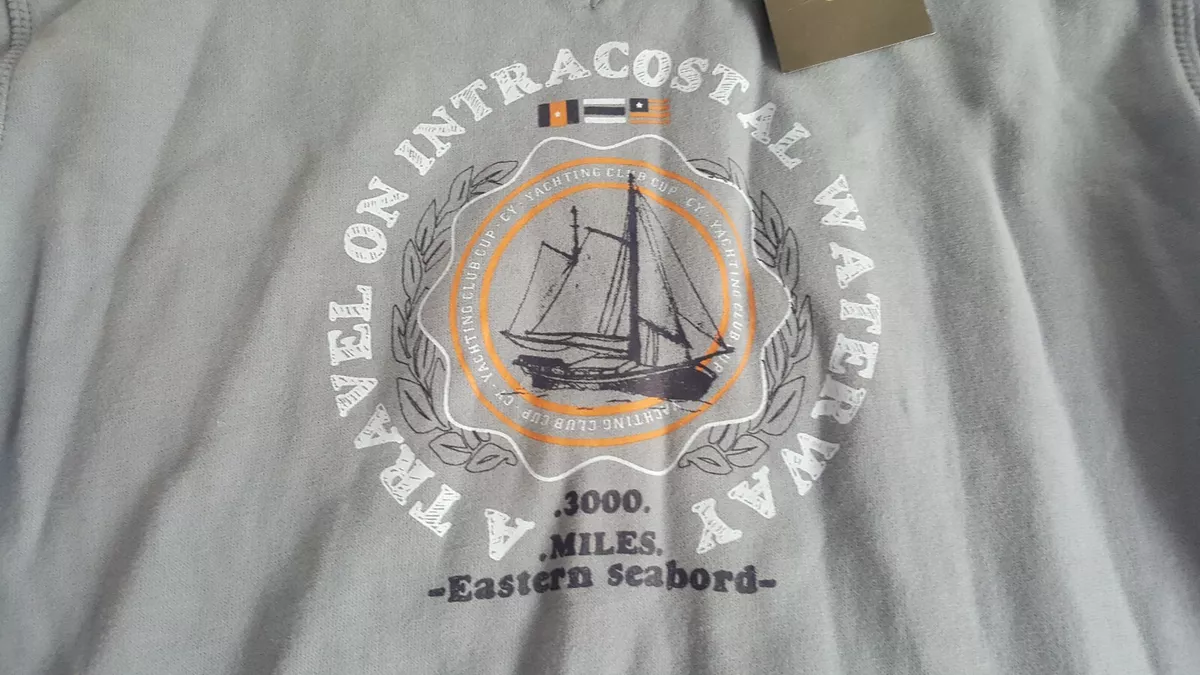 A TRAVEL ON INTRACOSTAL WATERWAY
CY · YACHTING CLUB CUP · CY · YACHTING CLUB CUP · CY · YACHTING CLUB UP YACHTING CLUB CUP ·
.3000.
.MILES.
-Eastern seabord-